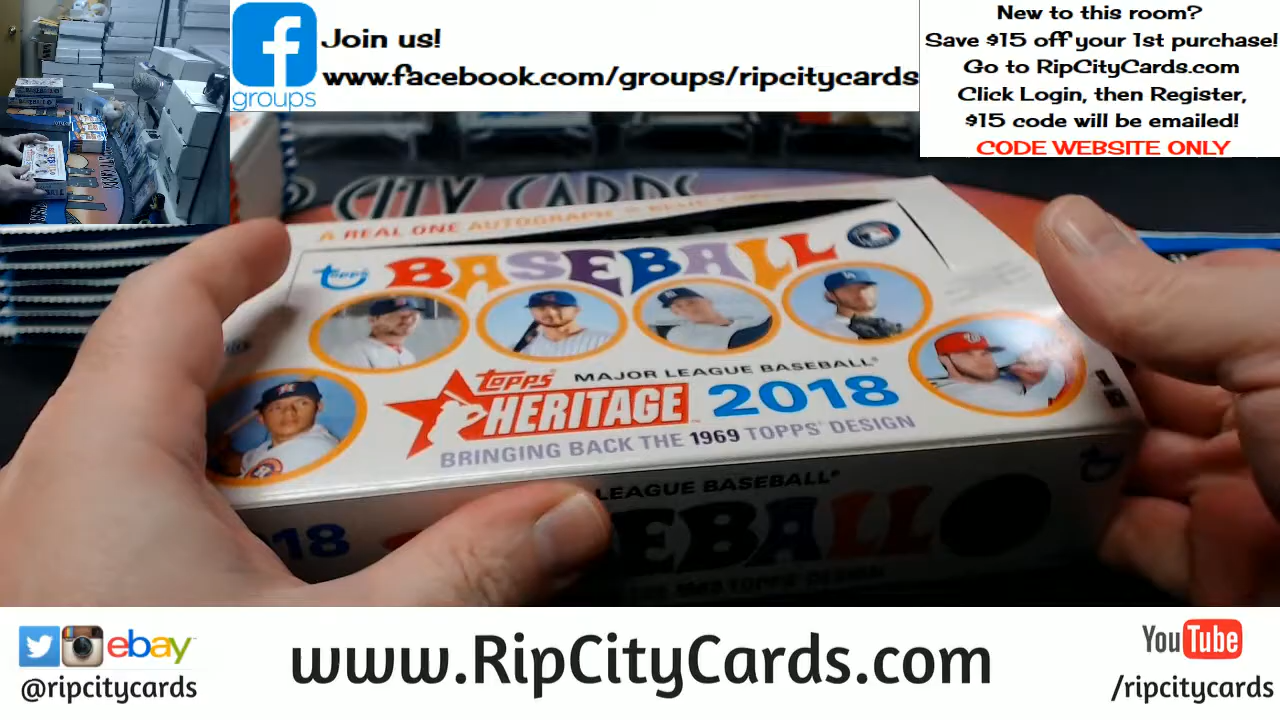 Join us!
www.facebook.com/groups/ripcitycards
groups
New to this room?
Save $15 off your 1st purchase!
Go to RipCityCards.com
Click Login, then Register,
$15 code will be emailed!
CODE WEBSITE ONLY
P CITY CARDS
A REAL ONE AUTOGRAPH
Topps BASEBALL
Topps MAJOR LEAGUE BASEBALL
HERITAGE 2018
BRINGING BACK THE 1969 TOPPS DESIGN
LEAGUE BASEBALL
18 EBALL
ebay
@ripcitycards
www.RipCityCards.com
YouTube
/ripcitycards